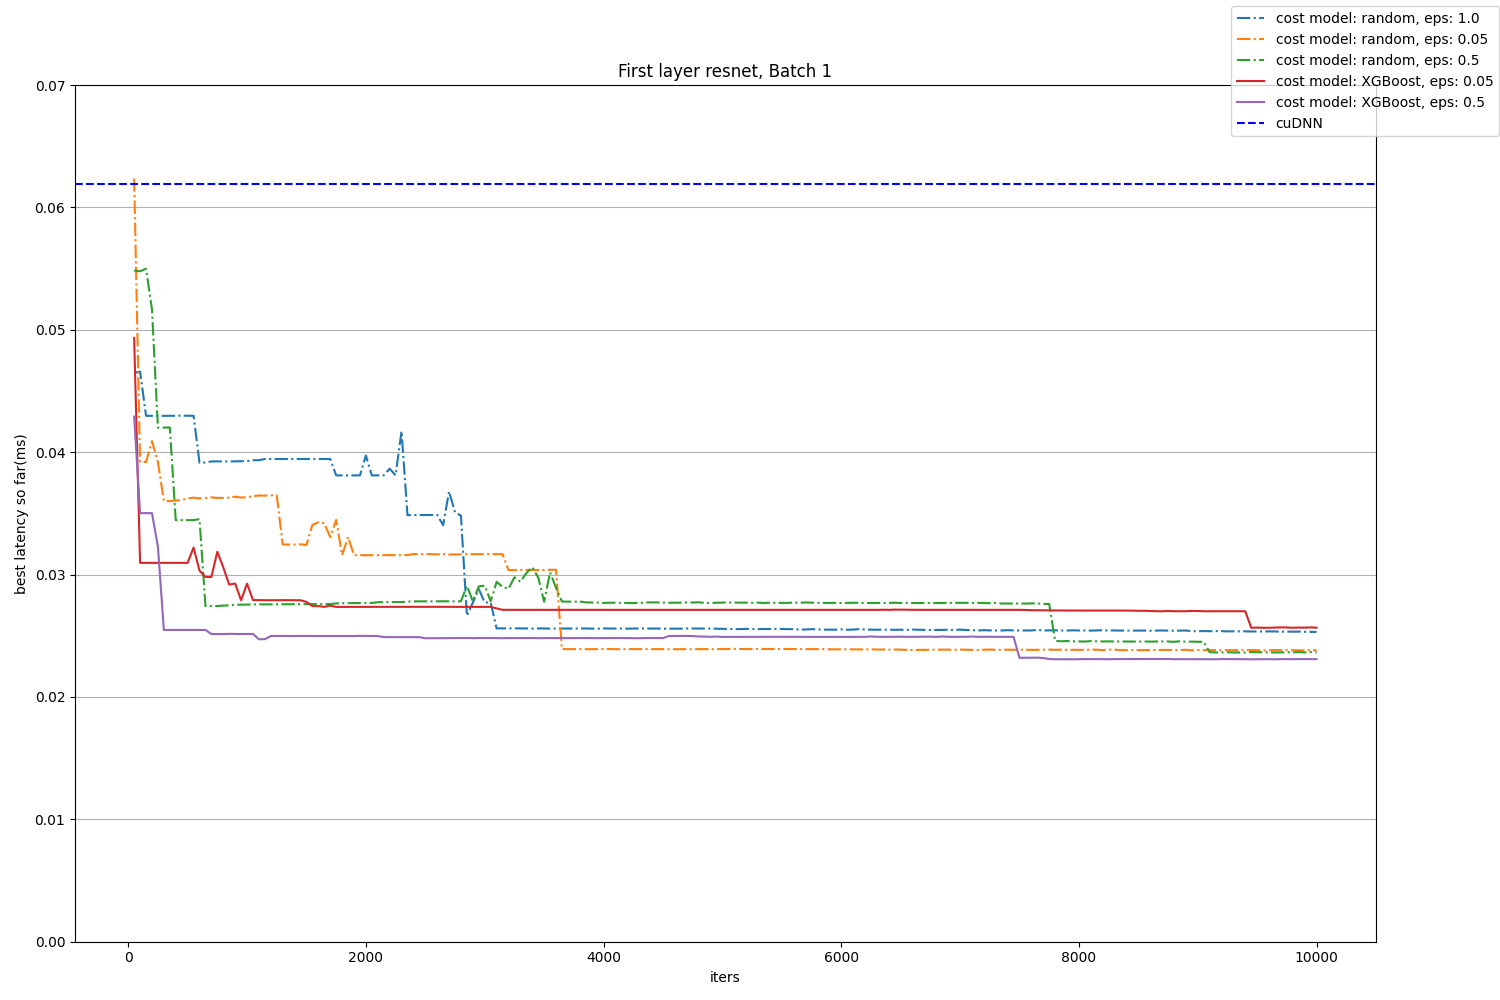 cost model: random, eps: 1.0
cost model: random, eps: 0.05
cost model: random, eps: 0.5
cost model: XGBoost, eps: 0.05
cost model: XGBoost, eps: 0.5
cuDNN
First layer resnet, Batch 1
0.07
0.06
0.05
0.04
0.03
0.02
0.01
0.00
best latency so far(ms)
0 2000 4000 6000 8000 10000
iters